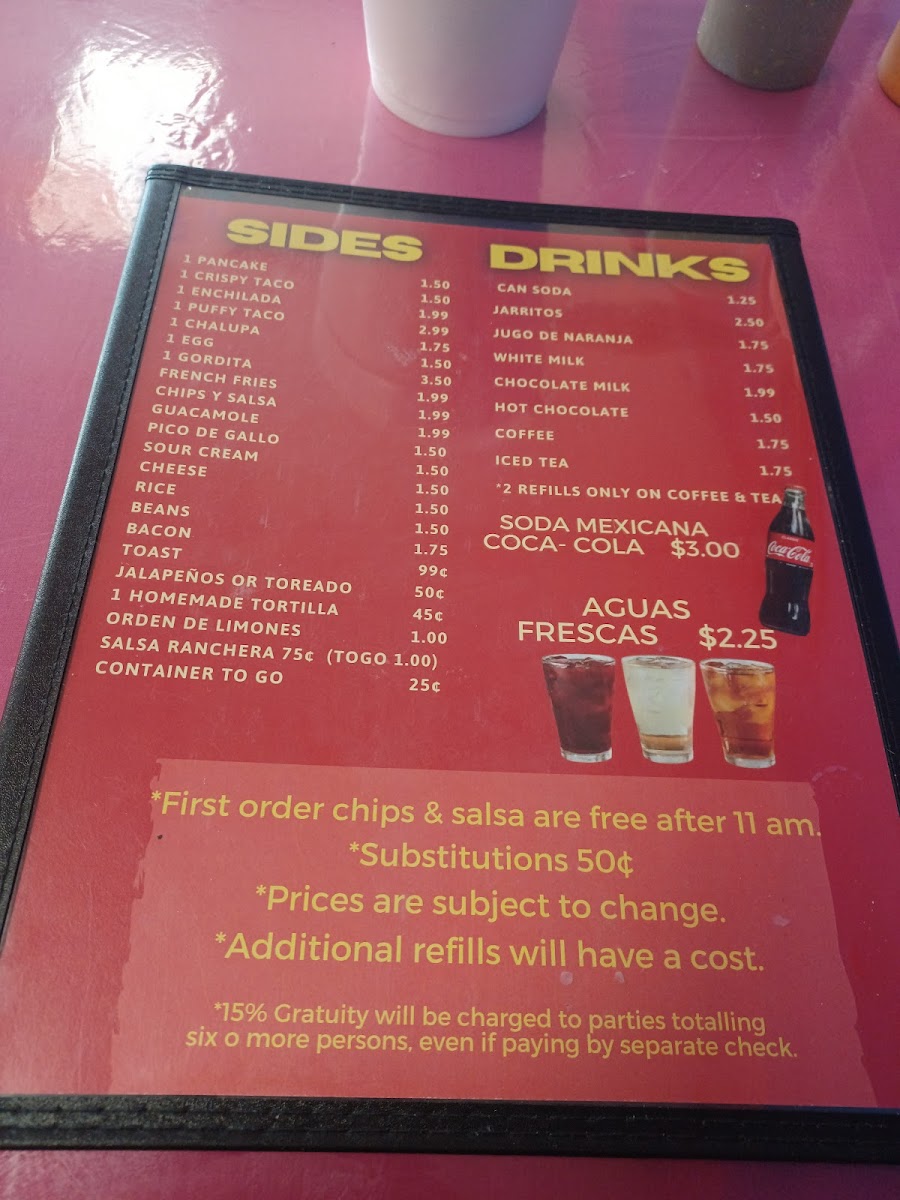 SIDES
1 PANCAKE 1.50
1 CRISPY TACO 1.50
1 ENCHILADA 1.99
1 PUFFY TACO 2.99
1 CHALUPA 1.75
1 EGG 1.50
1 GORDITA 3.50
FRENCH FRIES 1.99
CHIPS Y SALSA 1.99
GUACAMOLE 1.99
PICO DE GALLO 1.50
SOUR CREAM 1.50
CHEESE 1.50
RICE 1.50
BEANS 1.50
BACON 1.75
TOAST 99¢
JALAPEÑOS OR TOREADO 50¢
1 HOMEMADE TORTILLA 45¢
ORDEN DE LIMONES 1.00
SALSA RANCHERA 75¢ (TOGO 1.00)
CONTAINER TO GO 25¢
DRINKS
CAN SODA 1.25
JARRITOS 2.50
JUGO DE NARANJA 1.75
WHITE MILK 1.75
CHOCOLATE MILK 1.99
HOT CHOCOLATE 1.50
COFFEE 1.75
ICED TEA 1.75
*2 REFILLS ONLY ON COFFEE & TEA
SODA MEXICANA
COCA- COLA $3.00
Coca-Cola
AGUAS
FRESCAS $2.25
*First order chips & salsa are free after 11 am.
*Substitutions 50¢
*Prices are subject to change.
*Additional refills will have a cost.
*15% Gratuity will be charged to parties totalling
six o more persons, even if paying by separate check.